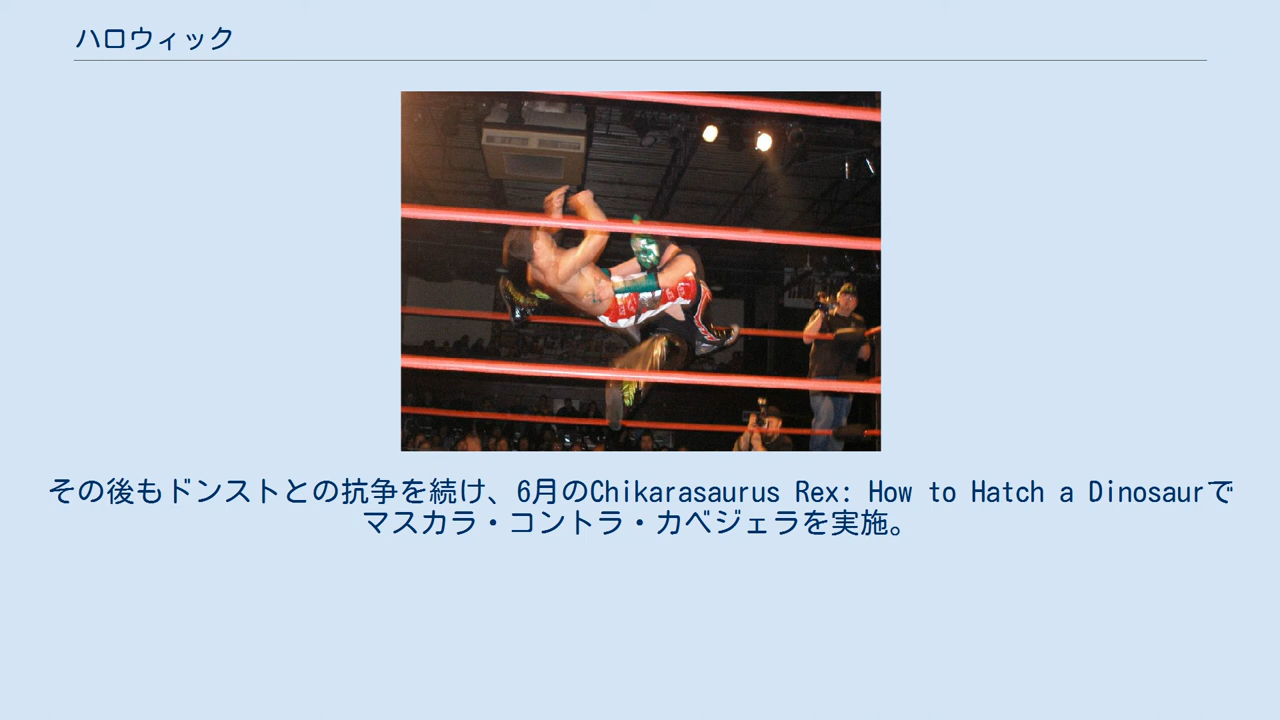 ハロウィック
その後もドンストとの抗争を続け、6月のChikarasaurus Rex: How to Hatch a Dinosaurで
マスカラ・コントラ・カベジェラを実施。